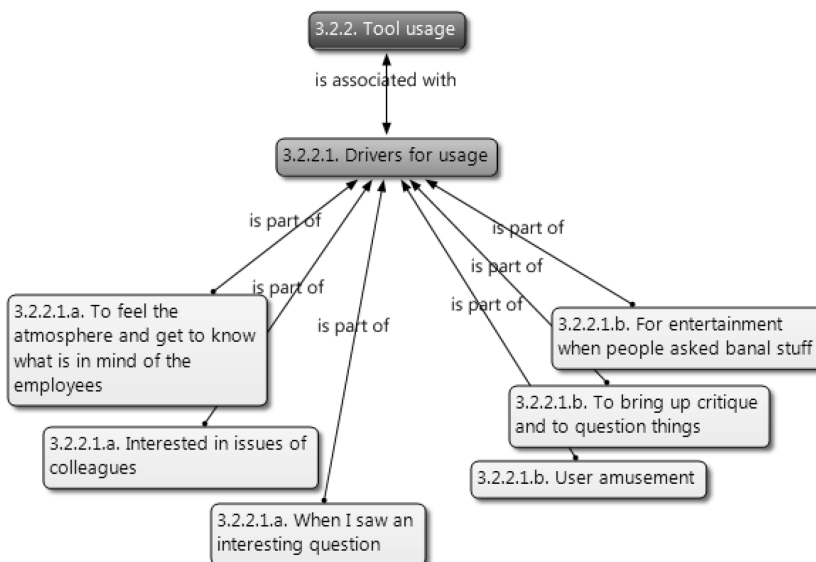 3.2.2. Tool usage
is associated with
3.2.2.1. Drivers for usage
is part of
is part of
is part of
is part of
is part of
is part of
3.2.2.1.a. To feel the
atmosphere and get to know
what is in mind of the
employees
3.2.2.1.b. For entertainment
when people asked banal stuff
3.2.2.1.b. To bring up critique
and to question things
3.2.2.1.a. Interested in issues of
colleagues
3.2.2.1.b. User amusement
3.2.2.1.a. When I saw an
interesting question